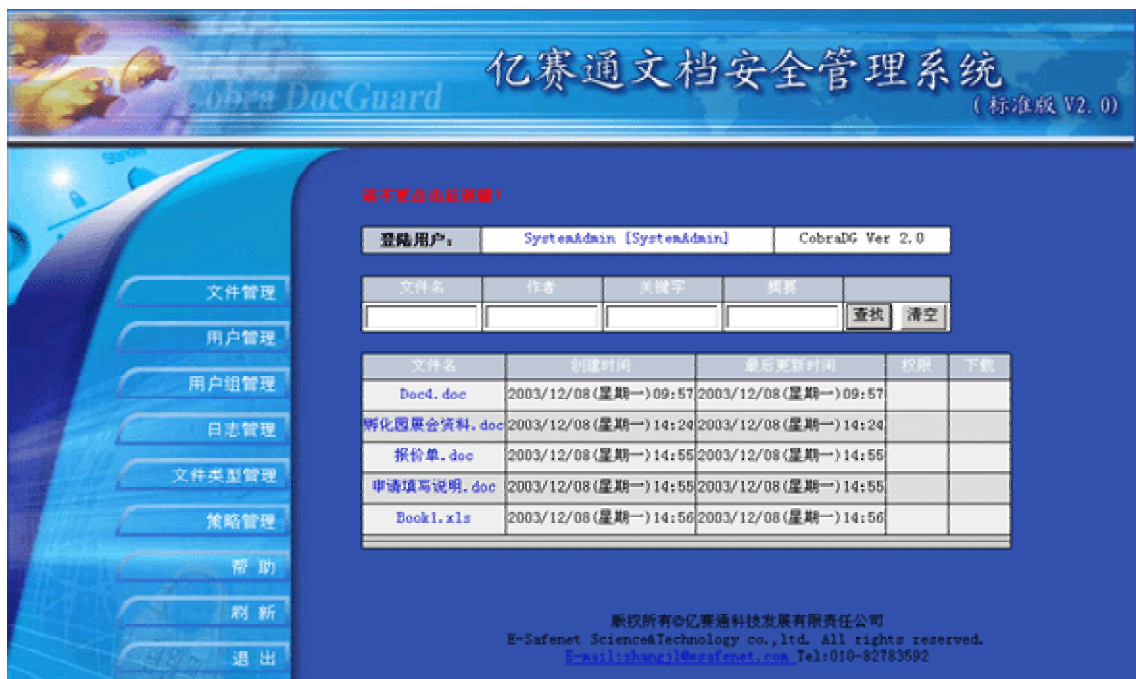 亿赛通文档安全管理系统
Cobra DocGuard
(标准版 V2.0)
请不要点击后退键!
登陆用户: SystemAdmin [SystemAdmin] CobraDG Ver 2.0
文件名 作者 关键字 摘要
查找 清空
文件名 创建时间 最后更新时间 权限 下载
Doc4.doc 2003/12/08(星期一)09:57 2003/12/08(星期一)09:57
孵化园展会资料.doc 2003/12/08(星期一)14:24 2003/12/08(星期一)14:24
报价单.doc 2003/12/08(星期一)14:55 2003/12/08(星期一)14:55
申请填写说明.doc 2003/12/08(星期一)14:55 2003/12/08(星期一)14:55
Book1.xls 2003/12/08(星期一)14:56 2003/12/08(星期一)14:56
文件管理
用户管理
用户组管理
日志管理
文件类型管理
策略管理
帮 助
刷 新
退 出
版权所有©亿赛通科技发展有限责任公司
E-Safenet Science&Technology co.,ltd. All rights reserved.
E-mail:zhangjl@esafenet.com Tel:010-82783592